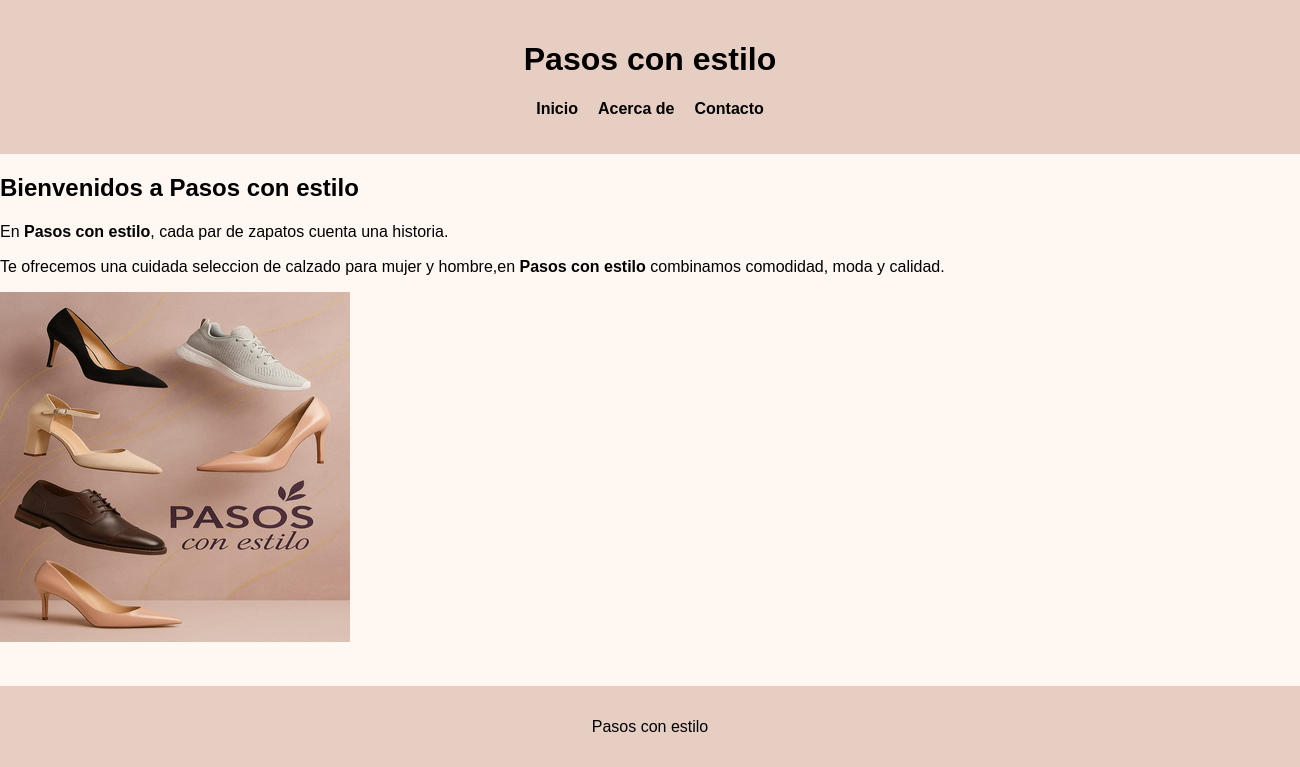 Pasos con estilo
Inicio Acerca de Contacto
Bienvenidos a Pasos con estilo
En Pasos con estilo, cada par de zapatos cuenta una historia.
Te ofrecemos una cuidada seleccion de calzado para mujer y hombre,en Pasos con estilo combinamos comodidad, moda y calidad.
PASOS
con estilo
Pasos con estilo